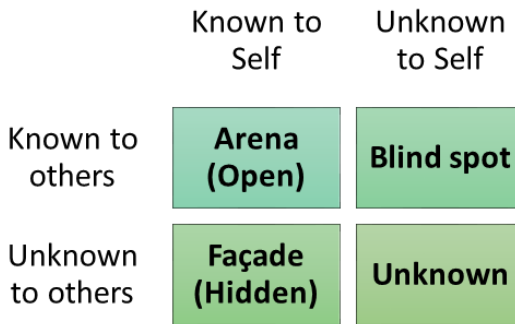 Known to Unknown
Self to Self
Known to others
Arena (Open)
Blind spot
Unknown to others
Façade (Hidden)
Unknown